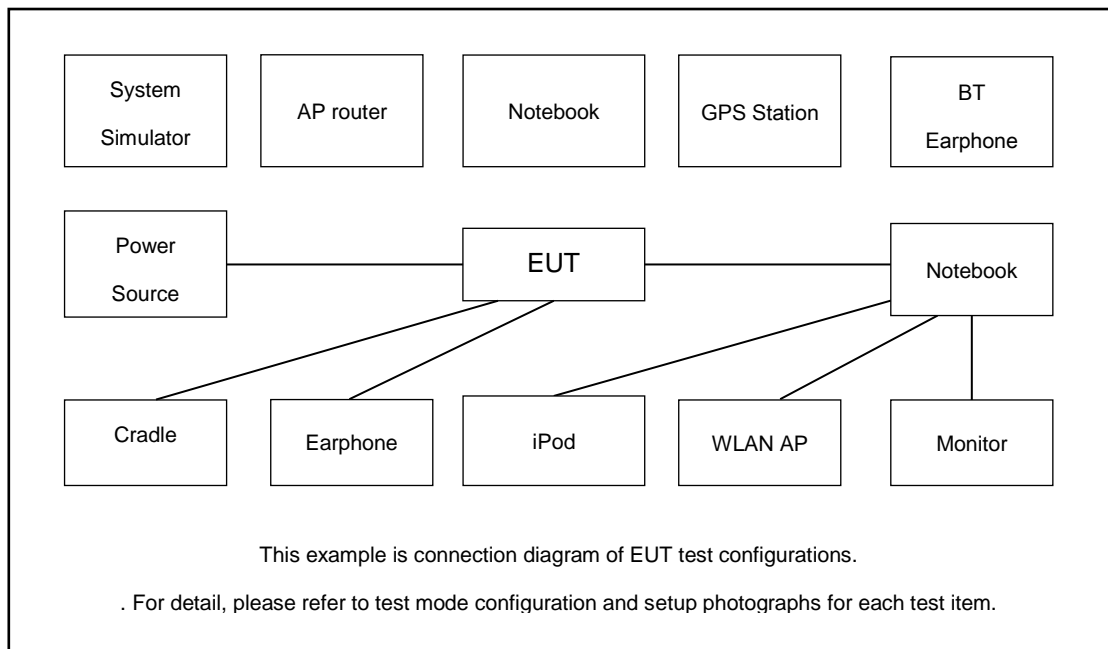 System
Simulator
AP router
Notebook
GPS Station
BT
Earphone
Power
Source
EUT
Notebook
Cradle
Earphone
iPod
WLAN AP
Monitor
This example is connection diagram of EUT test configurations.
. For detail, please refer to test mode configuration and setup photographs for each test item.